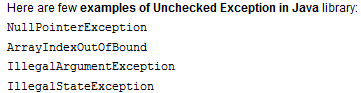 Here are few examples of Unchecked Exception in Java library:
NullPointerException
ArrayIndexOutOfBound
IllegalArgumentException
IllegalStateException